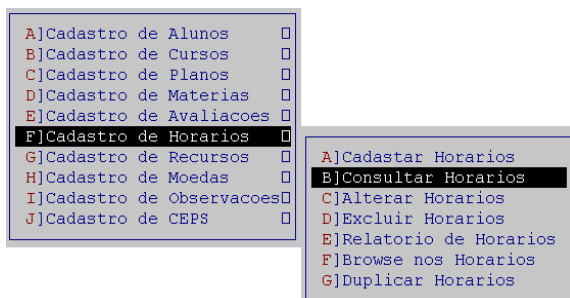 A]Cadastro de Alunos
B]Cadastro de Cursos
C]Cadastro de Planos
D]Cadastro de Materias
E]Cadastro de Avaliacoes
F]Cadastro de Horarios
G]Cadastro de Recursos
H]Cadastro de Moedas
I]Cadastro de Observacoes
J]Cadastro de CEPS
A]Cadastar Horarios
B]Consultar Horarios
C]Alterar Horarios
D]Excluir Horarios
E]Relatorio de Horarios
F]Browse nos Horarios
G]Duplicar Horarios